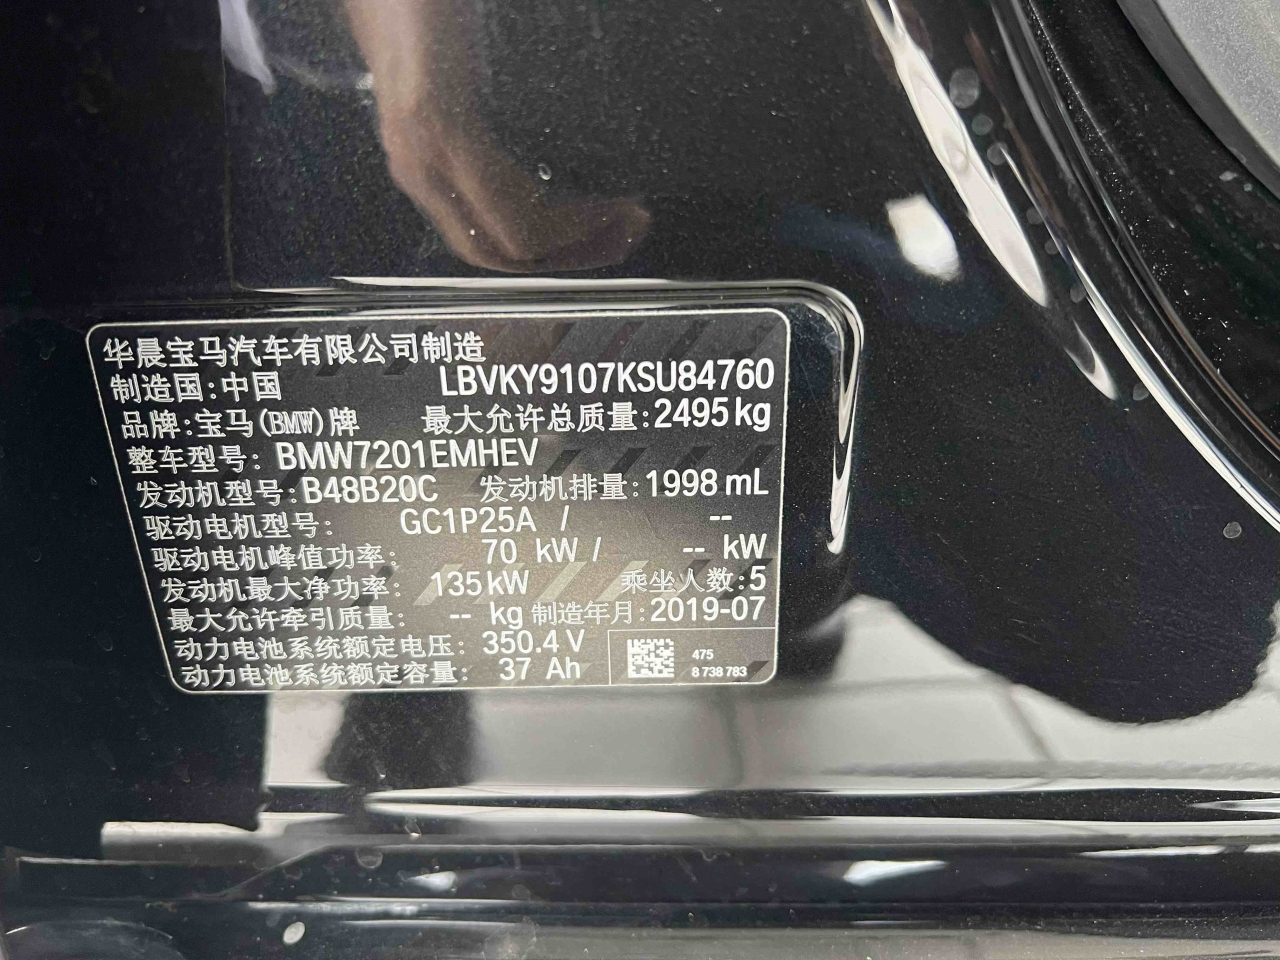 华晨宝马汽车有限公司制造
制造国:中国 LBVKY9107KSU84760
品牌:宝马(BMW)牌 最大允许总质量:2495kg
整车型号: BMW7201EMHEV
发动机型号:B48B20C 发动机排量:1998 mL
驱动电机型号: GC1P25A / --
驱动电机峰值功率: 70 kW / -- kW
发动机最大净功率: 135kW 乘坐人数:5
最大允许牵引质量: -- kg 制造年月:2019-07
动力电池系统额定电压: 350.4 V
动力电池系统额定容量: 37 Ah
475
8 738 783